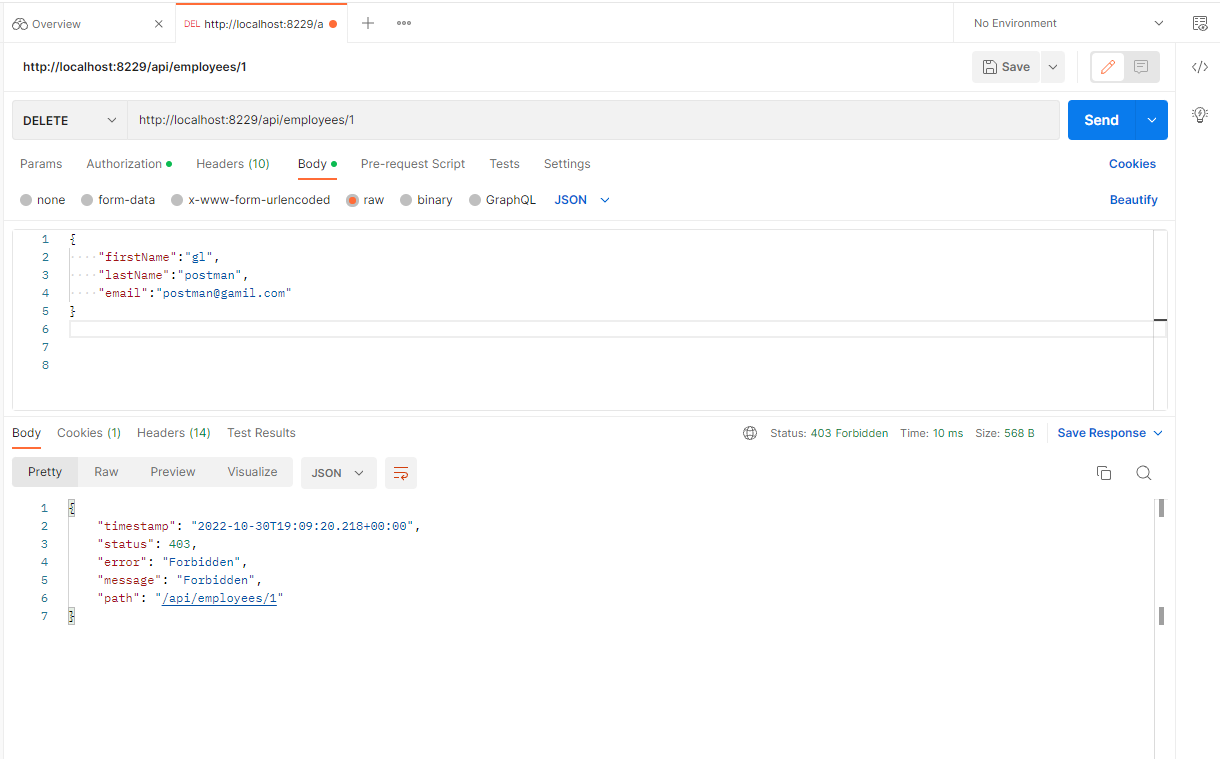 Overview
DEL http://localhost:8229/a
No Environment
http://localhost:8229/api/employees/1
Save
DELETE
http://localhost:8229/api/employees/1
Send
Params Authorization Headers (10) Body Pre-request Script Tests Settings Cookies
none form-data x-www-form-urlencoded raw binary GraphQL JSON Beautify
1 {
2 "firstName":"gl",
3 "lastName":"postman",
4 "email":"postman@gamil.com"
5 }
6
7
8
Body Cookies (1) Headers (14) Test Results Status: 403 Forbidden Time: 10 ms Size: 568 B Save Response
Pretty Raw Preview Visualize JSON
1 {
2 "timestamp": "2022-10-30T19:09:20.218+00:00",
3 "status": 403,
4 "error": "Forbidden",
5 "message": "Forbidden",
6 "path": "/api/employees/1"
7 }